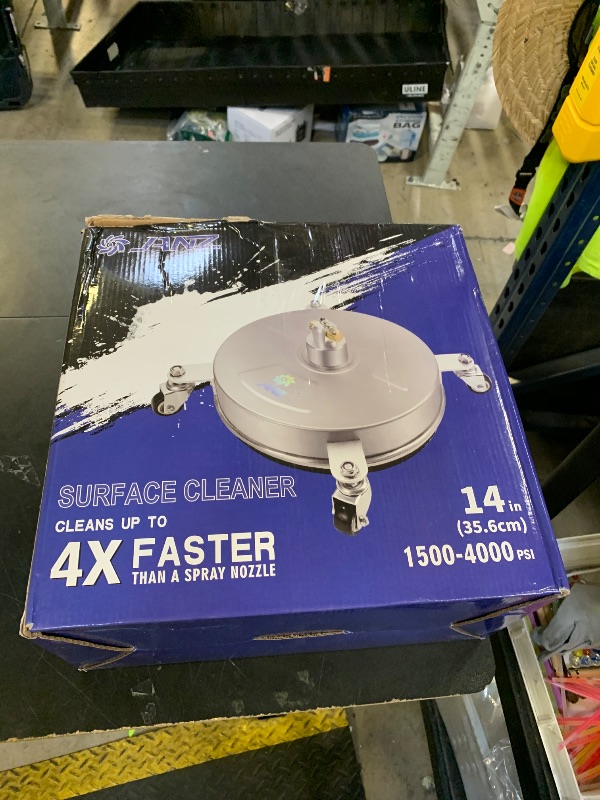 ULINE
BAG
JANZ
SURFACE CLEANER
CLEANS UP TO
4X FASTER
THAN A SPRAY NOZZLE
14 in
(35.6cm)
1500-4000 PSI